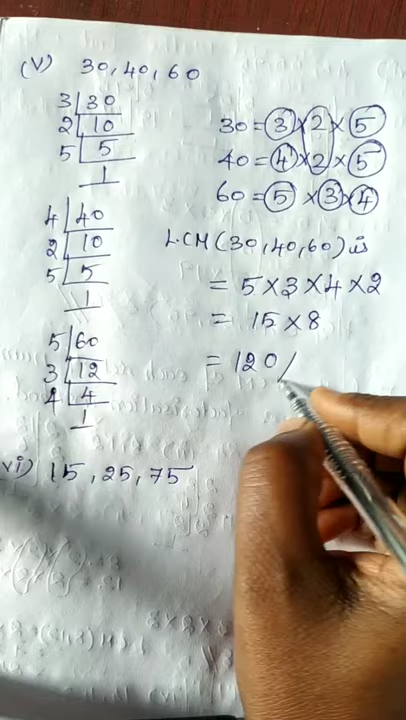 (V) 30, 40, 60
3 | 30
2 | 10
5 | 5
1
4 | 40
2 | 10
5 | 5
1
5 | 60
3 | 12
4 | 4
1
30 = 3 × 2 × 5
40 = 4 × 2 × 5
60 = 5 × 3 × 4
L.CM (30, 40, 60) is
= 5 × 3 × 4 × 2
= 15 × 8
= 120 /
vi) 15, 25, 75